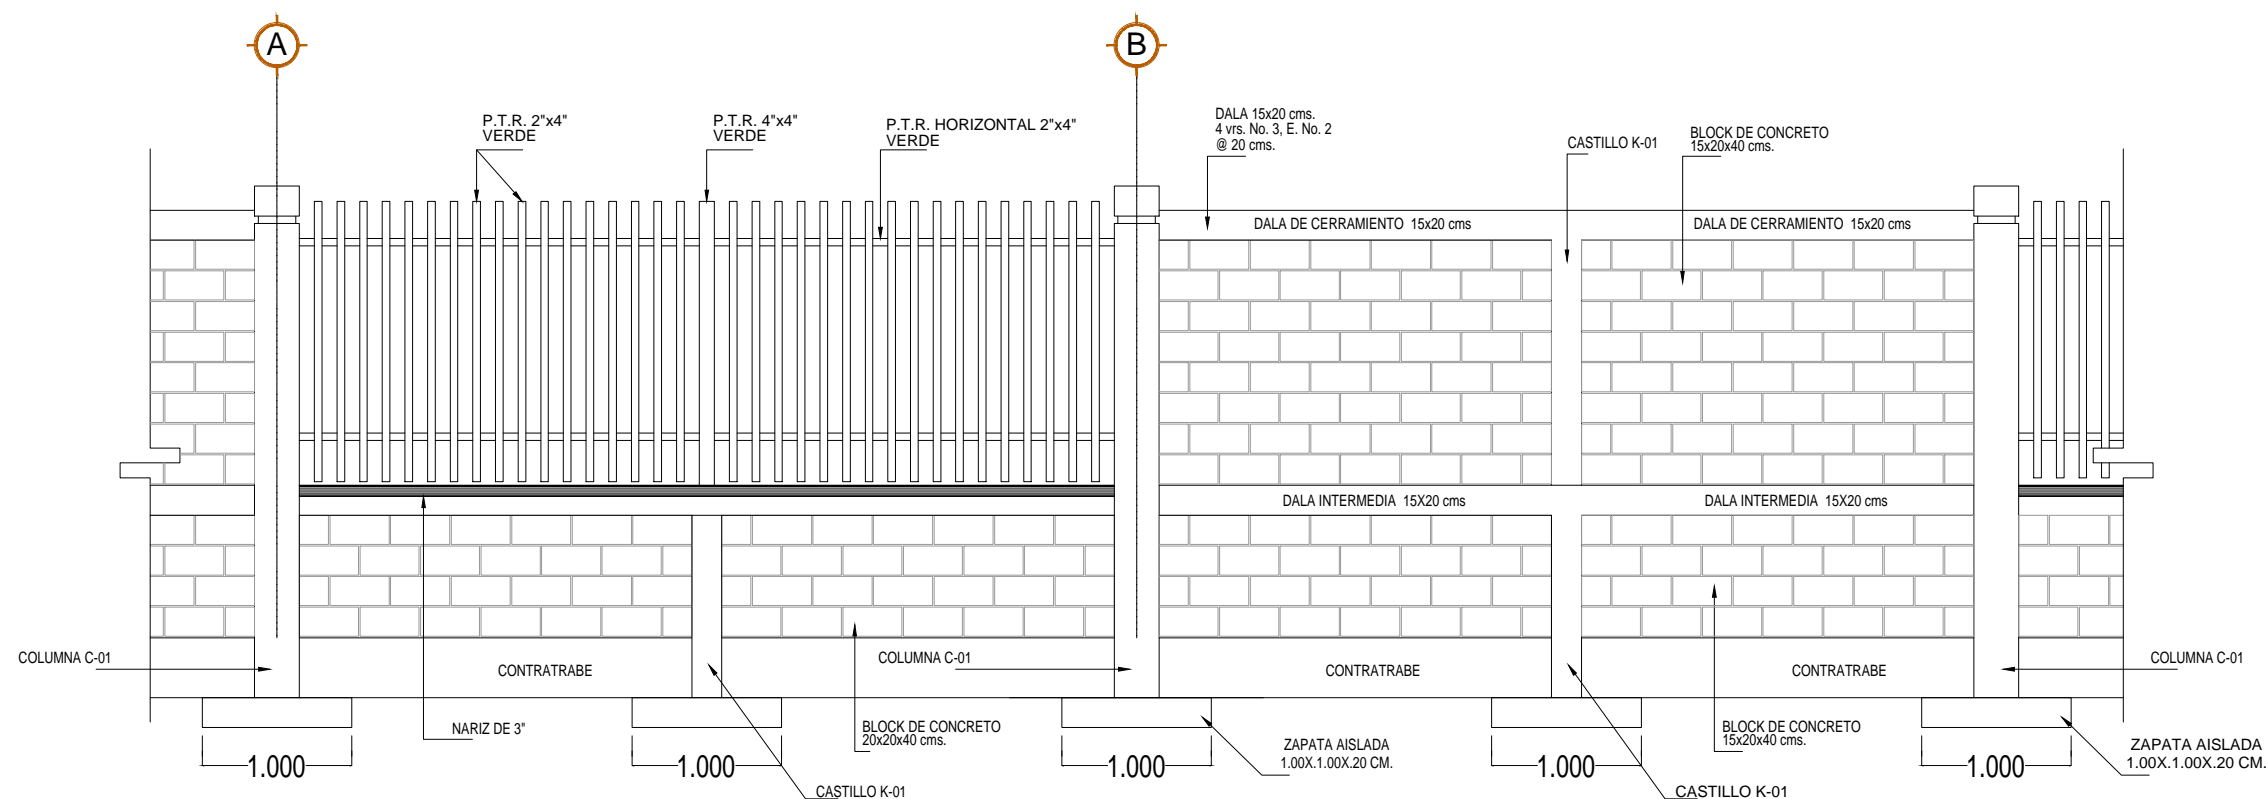 A
B
P.T.R. 2"x4"
VERDE
P.T.R. 4"x4"
VERDE
P.T.R. HORIZONTAL 2"x4"
VERDE
DALA 15x20 cms.
4 vrs. No. 3, E. No. 2
@ 20 cms.
CASTILLO K-01
BLOCK DE CONCRETO
15x20x40 cms.
DALA DE CERRAMIENTO 15x20 cms
DALA DE CERRAMIENTO 15x20 cms
DALA INTERMEDIA 15X20 cms
DALA INTERMEDIA 15X20 cms
COLUMNA C-01
CONTRATRABE
COLUMNA C-01
CONTRATRABE
CONTRATRABE
COLUMNA C-01
NARIZ DE 3"
BLOCK DE CONCRETO
20x20x40 cms.
BLOCK DE CONCRETO
15x20x40 cms.
ZAPATA AISLADA
1.00X.1.00X.20 CM.
ZAPATA AISLADA
1.00X.1.00X.20 CM.
1.000
1.000
1.000
1.000
1.000
CASTILLO K-01
CASTILLO K-01